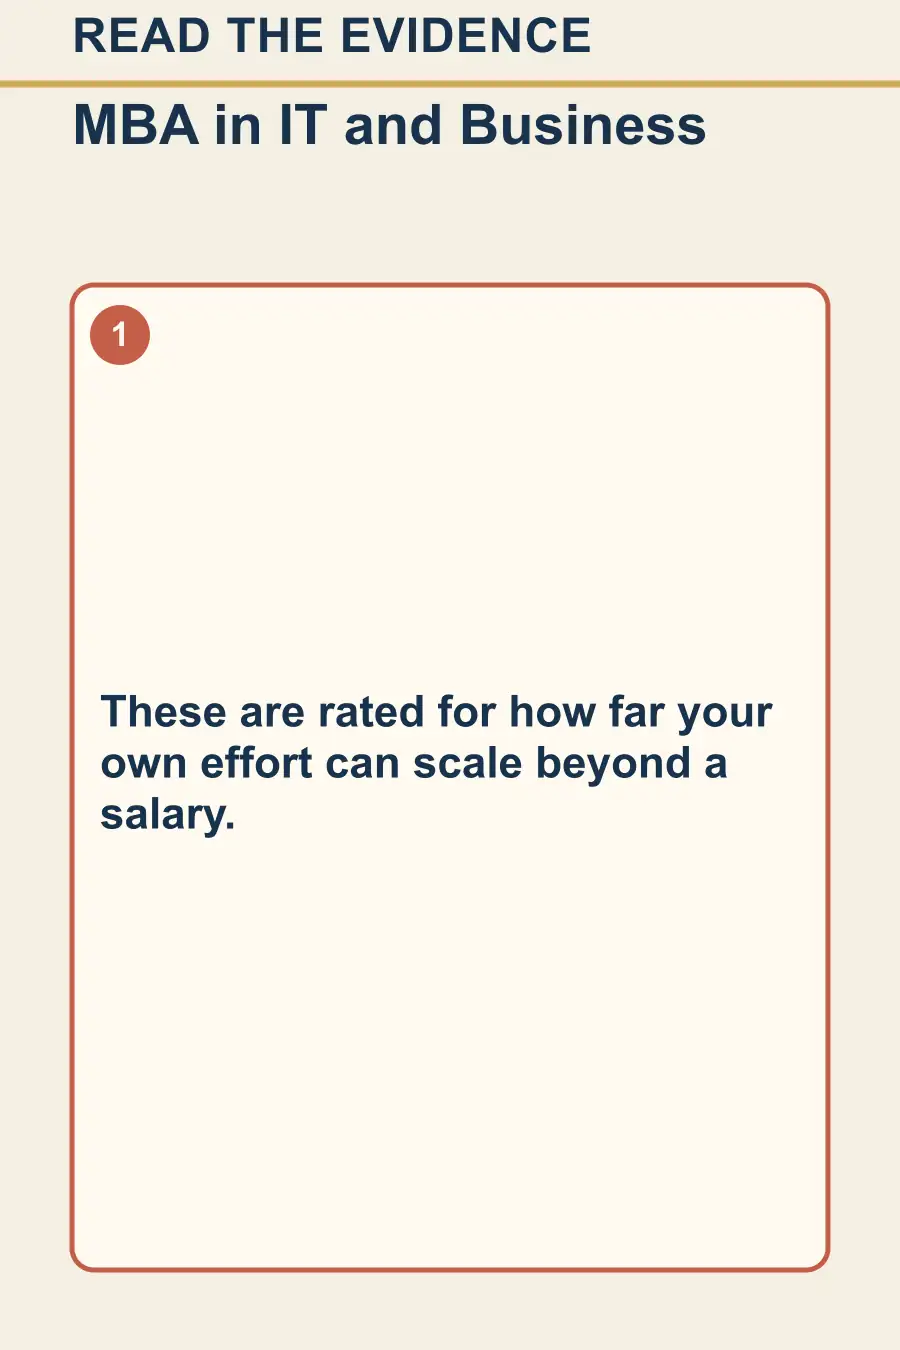 READ THE EVIDENCE
MBA in IT and Business
1
These are rated for how far your
own effort can scale beyond a
salary.